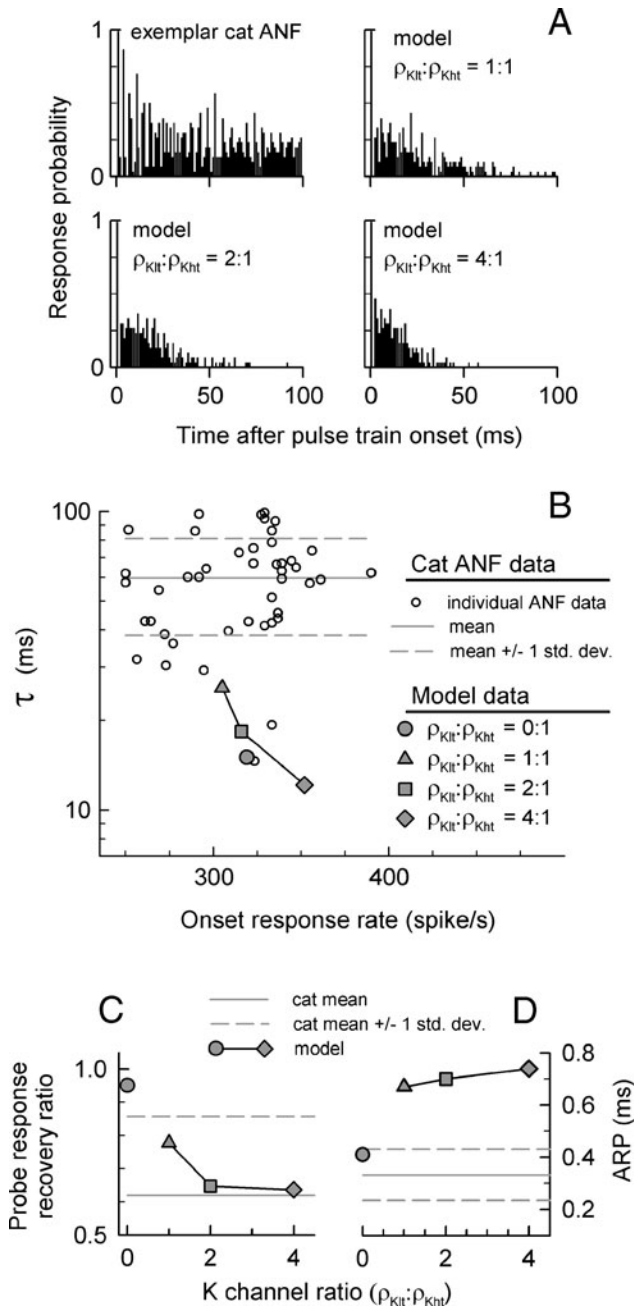 A
exemplar cat ANF
model
ρKlt:ρKht = 1:1
1
0
1
0
model
ρKlt:ρKht = 2:1
model
ρKlt:ρKht = 4:1
1
0
1
0
Response probability
0 50 100
0 50 100
Time after pulse train onset (ms)
B
100
10
τ (ms)
300 400
Onset response rate (spike/s)
Cat ANF data
individual ANF data
mean
mean +/- 1 std. dev.
Model data
ρKlt:ρKht = 0:1
ρKlt:ρKht = 1:1
ρKlt:ρKht = 2:1
ρKlt:ρKht = 4:1
C
cat mean
cat mean +/- 1 std. dev.
model
D
Probe response
recovery ratio
1.0
0.5
0 2 4
0.8
0.6
0.4
0.2
ARP (ms)
0 2 4
K channel ratio (ρKlt:ρKht)